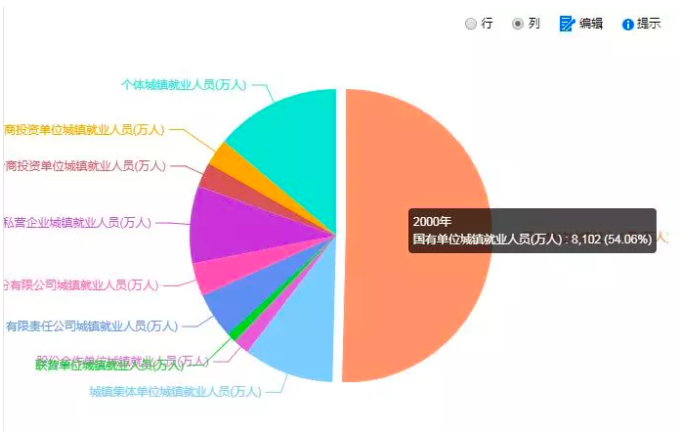 行 列 编辑 提示
个体城镇就业人员(万人)
商投资单位城镇就业人员(万人)
商投资单位城镇就业人员(万人)
私营企业城镇就业人员(万人)
2000年
国有单位城镇就业人员(万人) : 8,102 (54.06%)
份有限公司城镇就业人员(万人)
有限责任公司城镇就业人员(万人)
股份合作单位城镇就业人员(万人)
联营单位城镇就业人员(万人)
城镇集体单位城镇就业人员(万人)